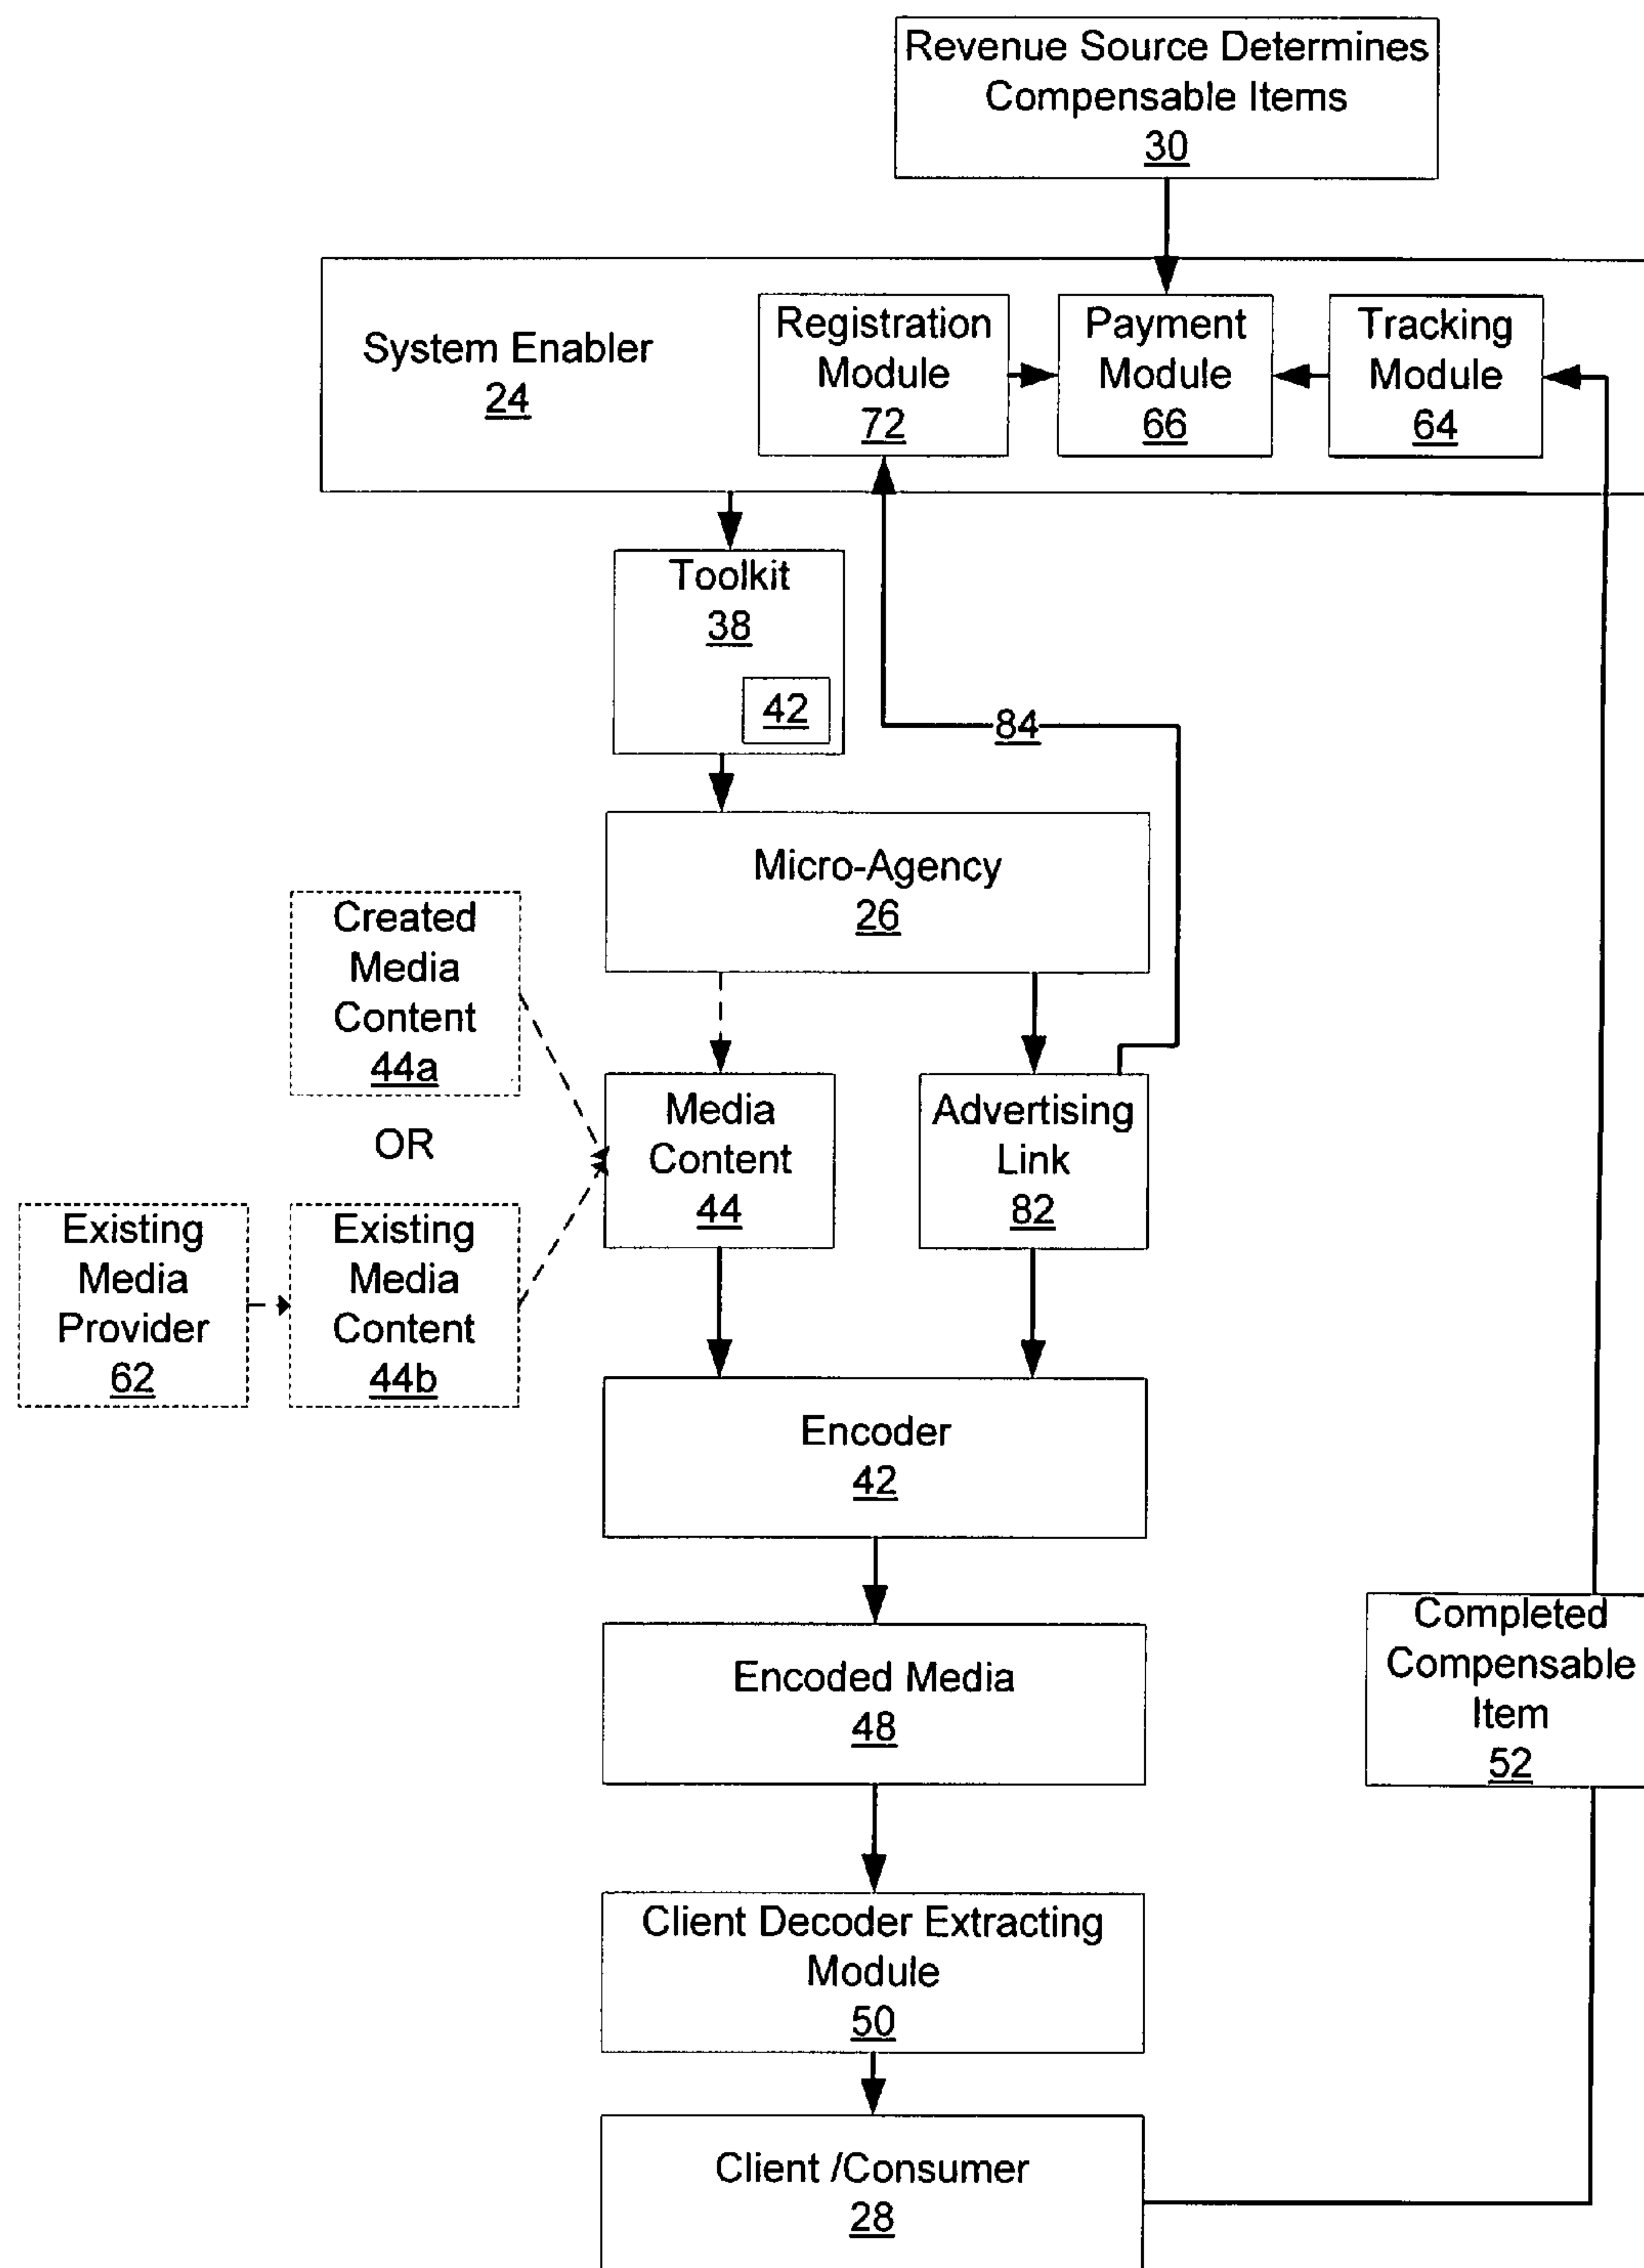 Revenue Source Determines
Compensable Items
30
System Enabler
24
Registration
Module
72
Payment
Module
66
Tracking
Module
64
Toolkit
38
42
84
Micro-Agency
26
Created
Media
Content
44a
OR
Existing
Media
Provider
62
Existing
Media
Content
44b
Media
Content
44
Advertising
Link
82
Encoder
42
Encoded Media
48
Completed
Compensable
Item
52
Client Decoder Extracting
Module
50
Client /Consumer
28